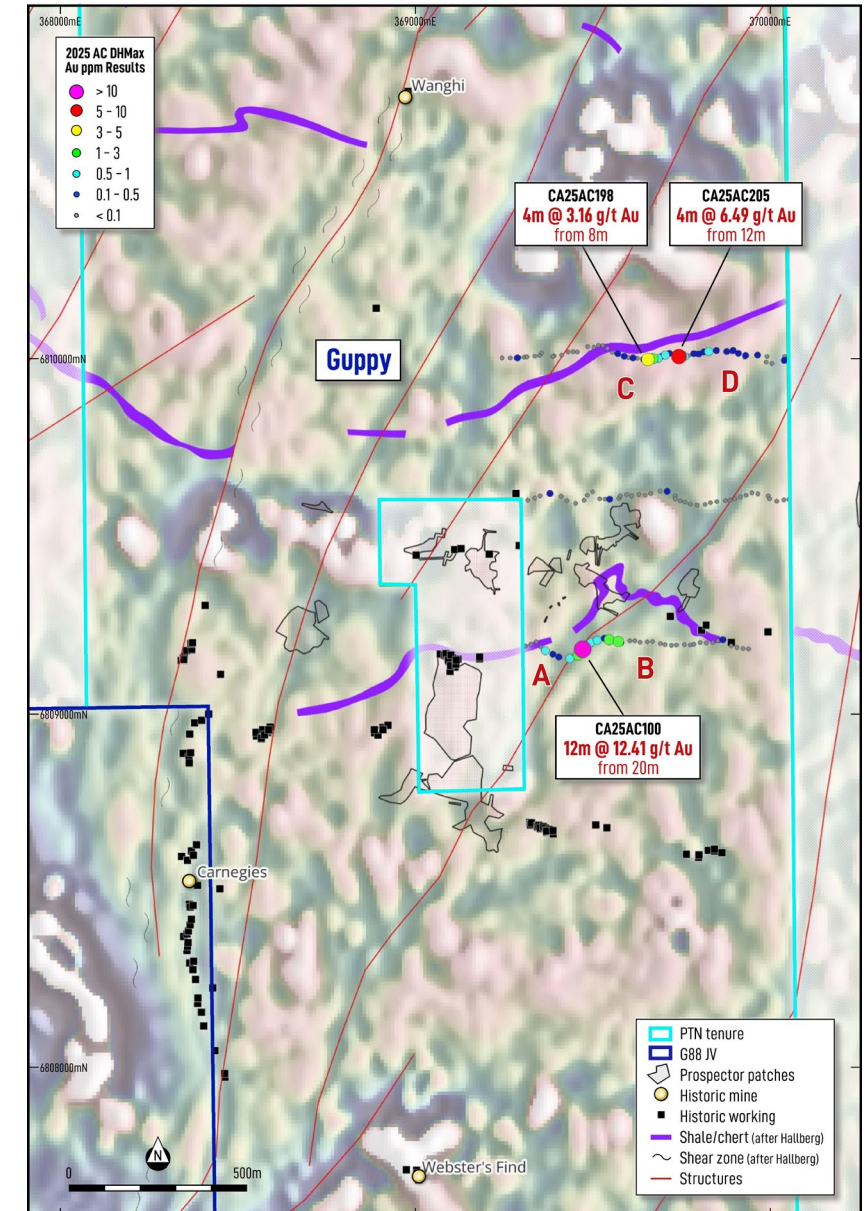 368000mE
369000mE
370000mE
2025 AC DHMax
Au ppm Results
> 10
5 - 10
3 - 5
1 - 3
0.5 - 1
0.1 - 0.5
< 0.1
Wanghi
CA25AC198
4m @ 3.16 g/t Au
from 8m
CA25AC205
4m @ 6.49 g/t Au
from 12m
Guppy
6810000mN
C
D
A
B
6809000mN
CA25AC100
12m @ 12.41 g/t Au
from 20m
Carnegies
6808000mN
PTN tenure
G88 JV
Prospector patches
Historic mine
Historic working
Shale/chert (after Hallberg)
Shear zone (after Hallberg)
Structures
N
0
500m
Webster's Find